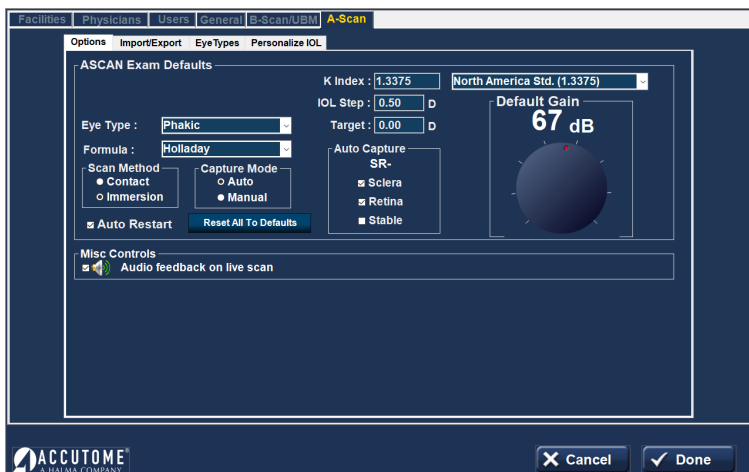 Facilities Physicians Users General B-Scan/UBM A-Scan
Options Import/Export EyeTypes Personalize IOL
ASCAN Exam Defaults
K Index : 1.3375 North America Std. (1.3375)
IOL Step : 0.50 D
Default Gain
67 dB
Eye Type : Phakic
Target : 0.00 D
Formula : Holladay
Scan Method
Contact
Immersion
Capture Mode
Auto
Manual
Auto Capture
SR-
Sclera
Retina
Stable
Auto Restart
Reset All To Defaults
Misc Controls
Audio feedback on live scan
ACCUTOME®
A HALMA COMPANY
Cancel
Done